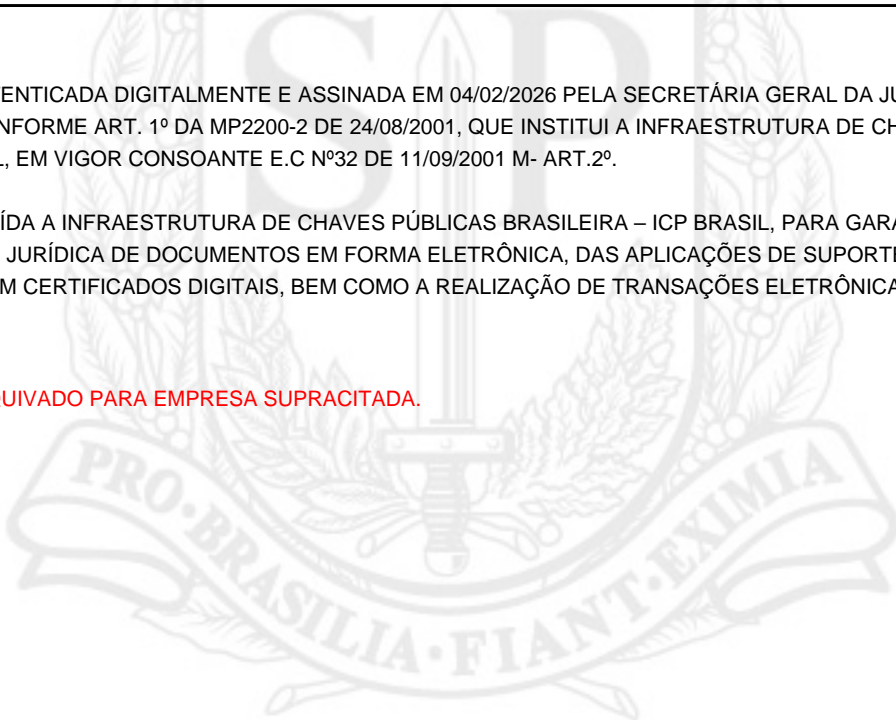 ENTICADA DIGITALMENTE E ASSINADA EM 04/02/2026 PELA SECRETÁRIA GERAL DA JU
NFORME ART. 1º DA MP2200-2 DE 24/08/2001, QUE INSTITUI A INFRAESTRUTURA DE CH
L, EM VIGOR CONSOANTE E.C Nº32 DE 11/09/2001 M- ART.2º.
ÍDA A INFRAESTRUTURA DE CHAVES PÚBLICAS BRASILEIRA – ICP BRASIL, PARA GARA
JURÍDICA DE DOCUMENTOS EM FORMA ELETRÔNICA, DAS APLICAÇÕES DE SUPORTE
M CERTIFICADOS DIGITAIS, BEM COMO A REALIZAÇÃO DE TRANSAÇÕES ELETRÔNICA
QUIVADO PARA EMPRESA SUPRACITADA.
SP
PRO·BRASILIA·FIANT·EXIMIA